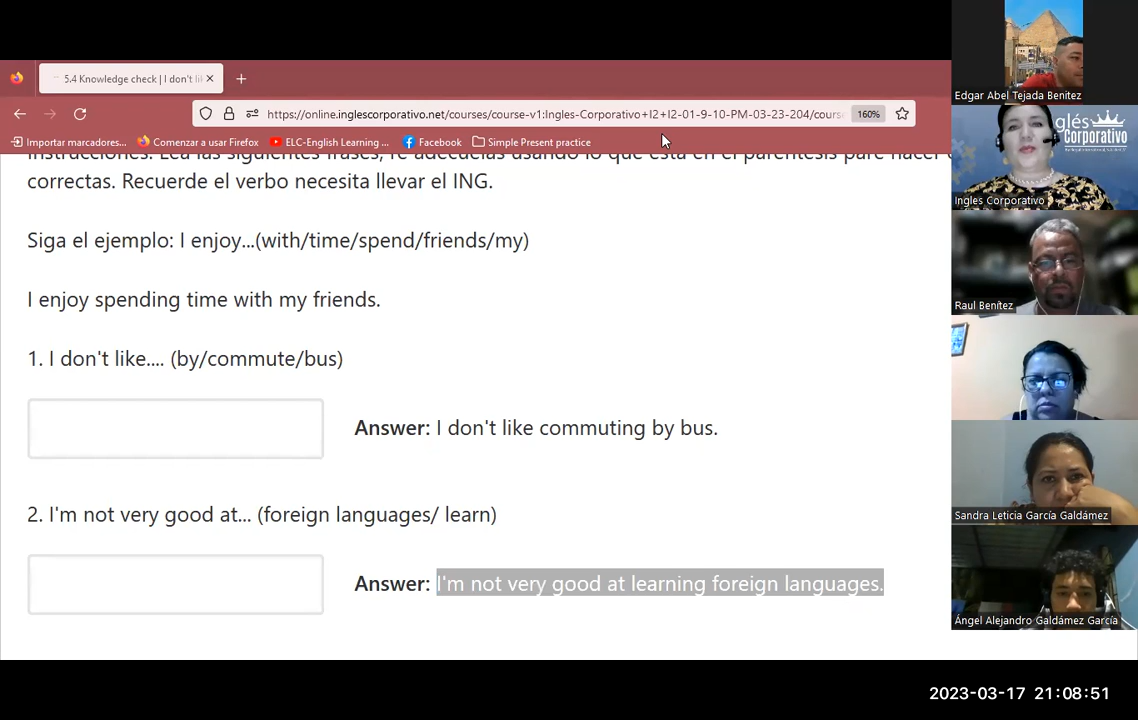 5.4 Knowledge check | I don't li
https://online.inglescorporativo.net/courses/course-v1:Ingles-Corporativo+I2+I2-01-9-10-PM-03-23-204/cours
160%
Importar marcadores...
Comenzar a usar Firefox
ELC-English Learning ...
Facebook
Simple Present practice
correctas. Recuerde el verbo necesita llevar el ING.
Siga el ejemplo: I enjoy...(with/time/spend/friends/my)
I enjoy spending time with my friends.
1. I don't like.... (by/commute/bus)
Answer: I don't like commuting by bus.
2. I'm not very good at... (foreign languages/ learn)
Answer: I'm not very good at learning foreign languages.
Edgar Abel Tejada Benitez
glés
Corporativo
Ingles Corporativo
Raul Benítez
Sandra Leticia García Galdámez
Ángel Alejandro Galdámez García
2023-03-17 21:08:51